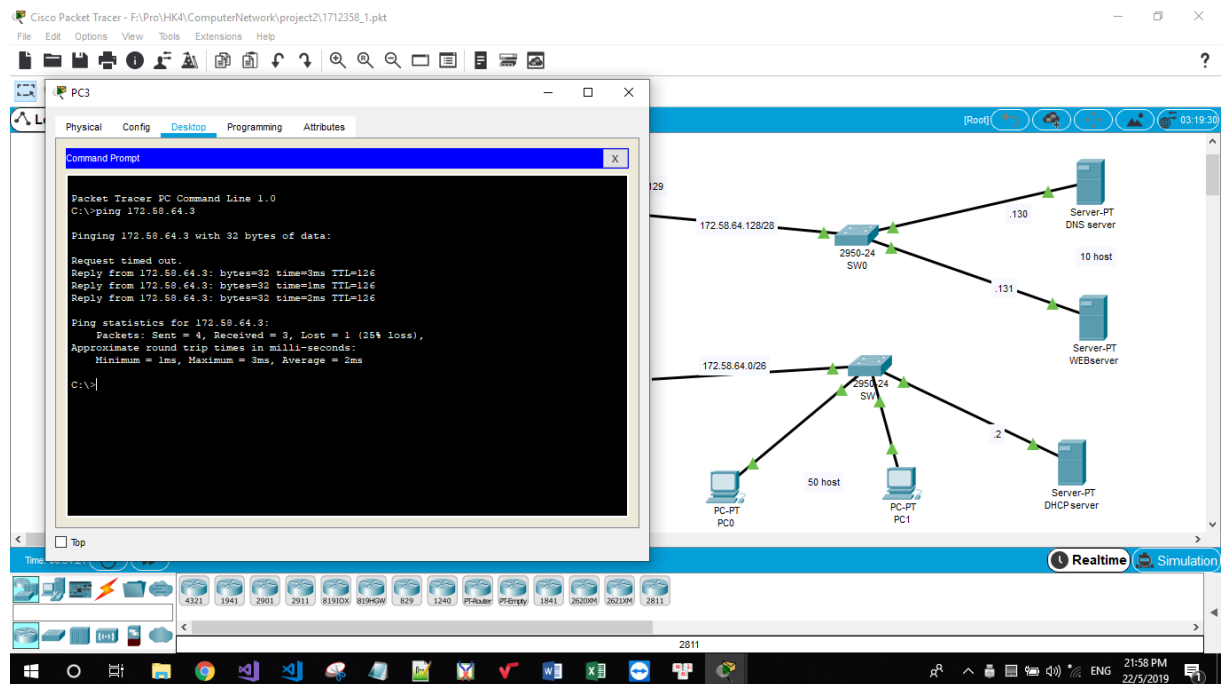 Cisco Packet Tracer - F:\Pro\HK4\ComputerNetwork\project2\1712358_1.pkt
File Edit Options View Tools Extensions Help
?
PC3
[Root]
03:19:30
Physical Config Desktop Programming Attributes
Command Prompt
X
Packet Tracer PC Command Line 1.0
C:\>ping 172.58.64.3
Pinging 172.58.64.3 with 32 bytes of data:
Request timed out.
Reply from 172.58.64.3: bytes=32 time=3ms TTL=126
Reply from 172.58.64.3: bytes=32 time=1ms TTL=126
Reply from 172.58.64.3: bytes=32 time=2ms TTL=126
Ping statistics for 172.58.64.3:
Packets: Sent = 4, Received = 3, Lost = 1 (25% loss),
Approximate round trip times in milli-seconds:
Minimum = 1ms, Maximum = 3ms, Average = 2ms
C:\>
Top
129
172.58.64.128/28
.130
Server-PT
DNS server
2950-24
SW0
10 host
.131
Server-PT
WEBserver
172.58.64.0/26
2950-24
SW
.2
50 host
Server-PT
DHCPserver
PC-PT
PC0
PC-PT
PC1
Time:
Realtime
Simulation
4321 1941 2901 2911 819IOX 819HGW 829 1240 PT-Router PT-Empty 1841 2620XM 2621XM 2811
2811
ENG
21:58 PM
22/5/2019